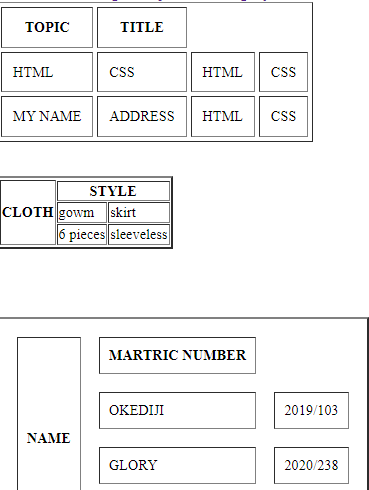 TOPIC TITLE
HTML CSS HTML CSS
MY NAME ADDRESS HTML CSS
STYLE
CLOTH gowm skirt
6 pieces sleeveless
MARTRIC NUMBER
OKEDIJI 2019/103
NAME
GLORY 2020/238